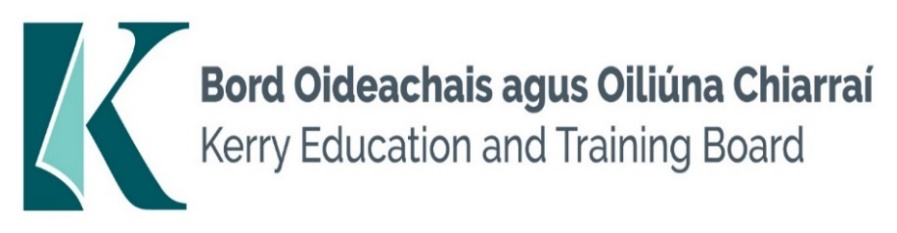 Bord Oideachais agus Oiliúna Chiarraí
Kerry Education and Training Board